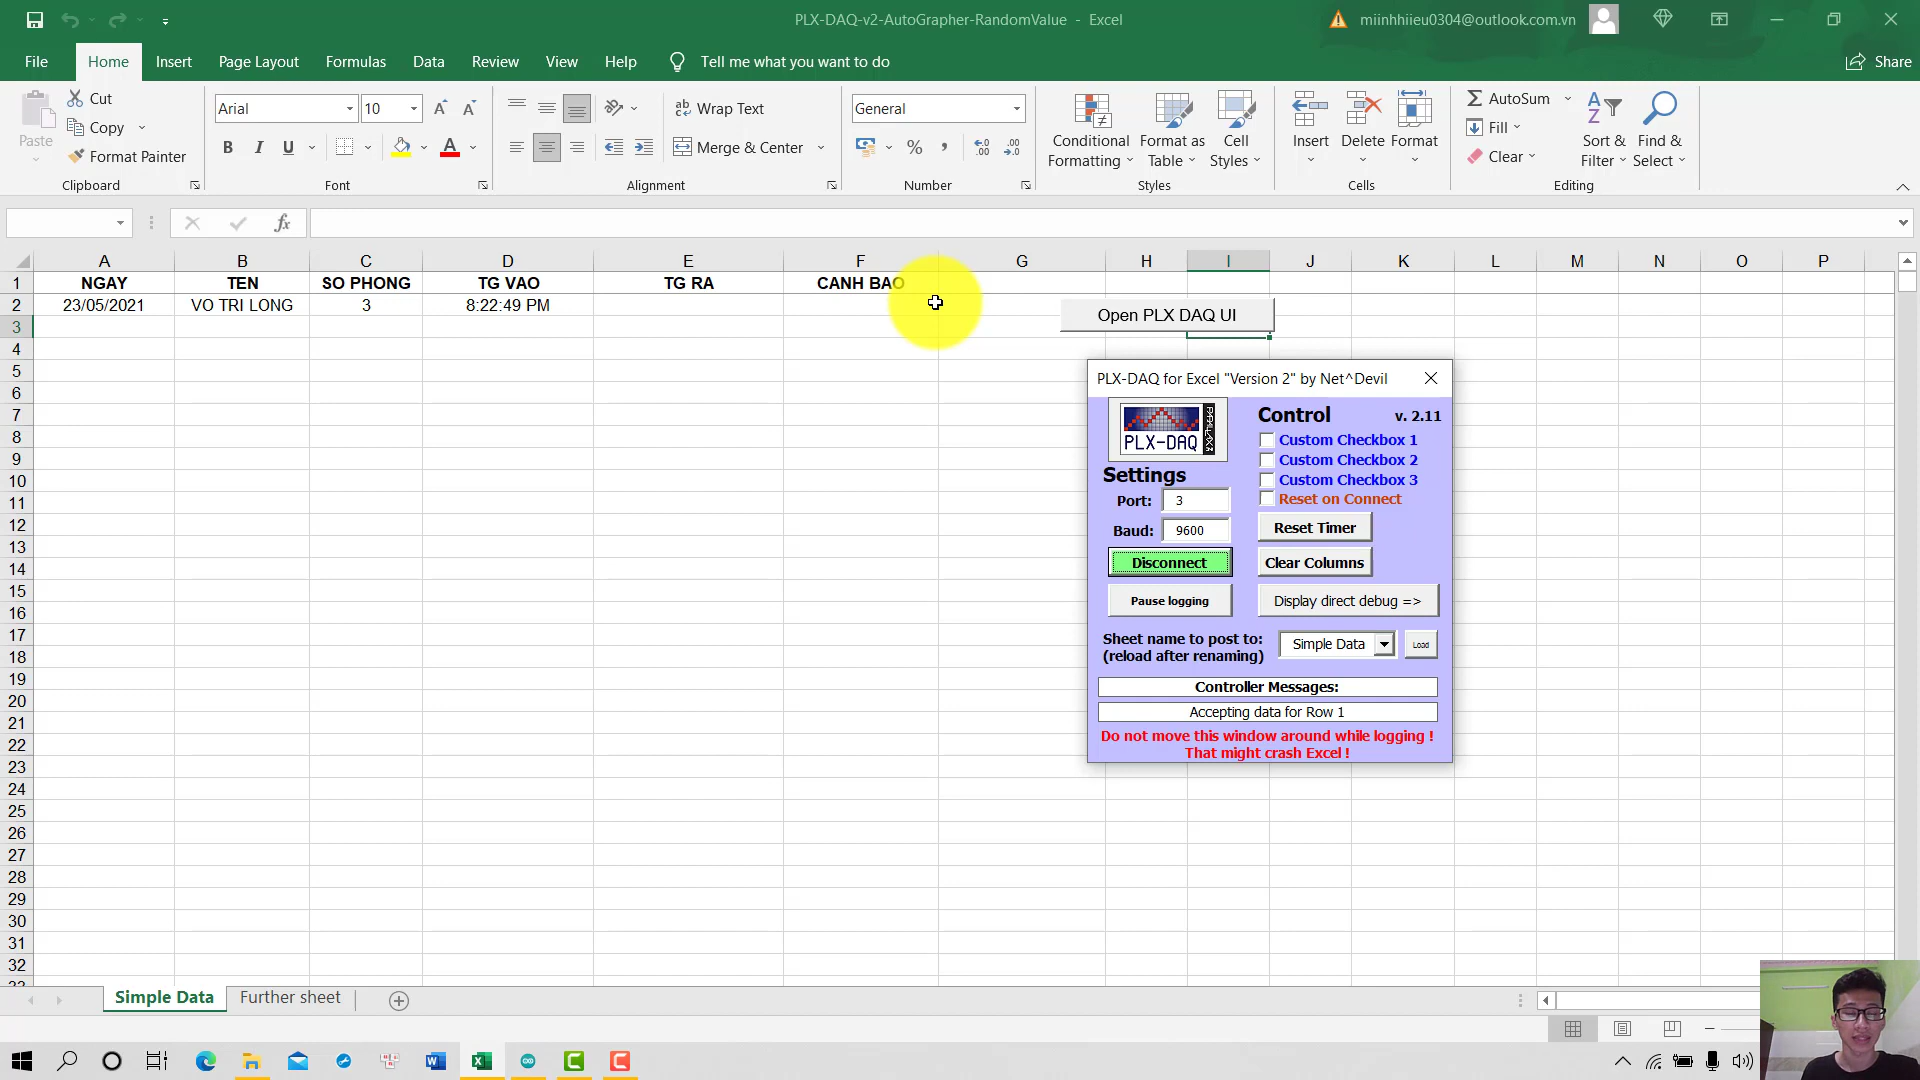 PLX-DAQ-v2-AutoGrapher-RandomValue - Excel
miinhhiieu0304@outlook.com.vn
File Home Insert Page Layout Formulas Data Review View Help Tell me what you want to do Share
Cut
Copy
Format Painter
Paste
Clipboard
Arial 10
B I U
Font
Wrap Text
Merge & Center
Alignment
General
Number
Conditional Formatting
Format as Table
Cell Styles
Styles
Insert Delete Format
Cells
AutoSum
Fill
Clear
Sort & Filter
Find & Select
Editing
fx
A B C D E F G H I J K L M N O P
1 NGAY TEN SO PHONG TG VAO TG RA CANH BAO
2 23/05/2021 VO TRI LONG 3 8:22:49 PM
Open PLX DAQ UI
3
4
5
6
7
8
9
10
11
12
13
14
15
16
17
18
19
20
21
22
23
24
25
26
27
28
29
30
31
32
PLX-DAQ for Excel "Version 2" by Net^Devil
PLX-DAQ
PARALLAX
Control v. 2.11
Custom Checkbox 1
Custom Checkbox 2
Custom Checkbox 3
Reset on Connect
Settings
Port: 3
Baud: 9600
Reset Timer
Disconnect
Clear Columns
Pause logging
Display direct debug =>
Sheet name to post to:
(reload after renaming)
Simple Data
Load
Controller Messages:
Accepting data for Row 1
Do not move this window around while logging !
That might crash Excel !
Simple Data Further sheet